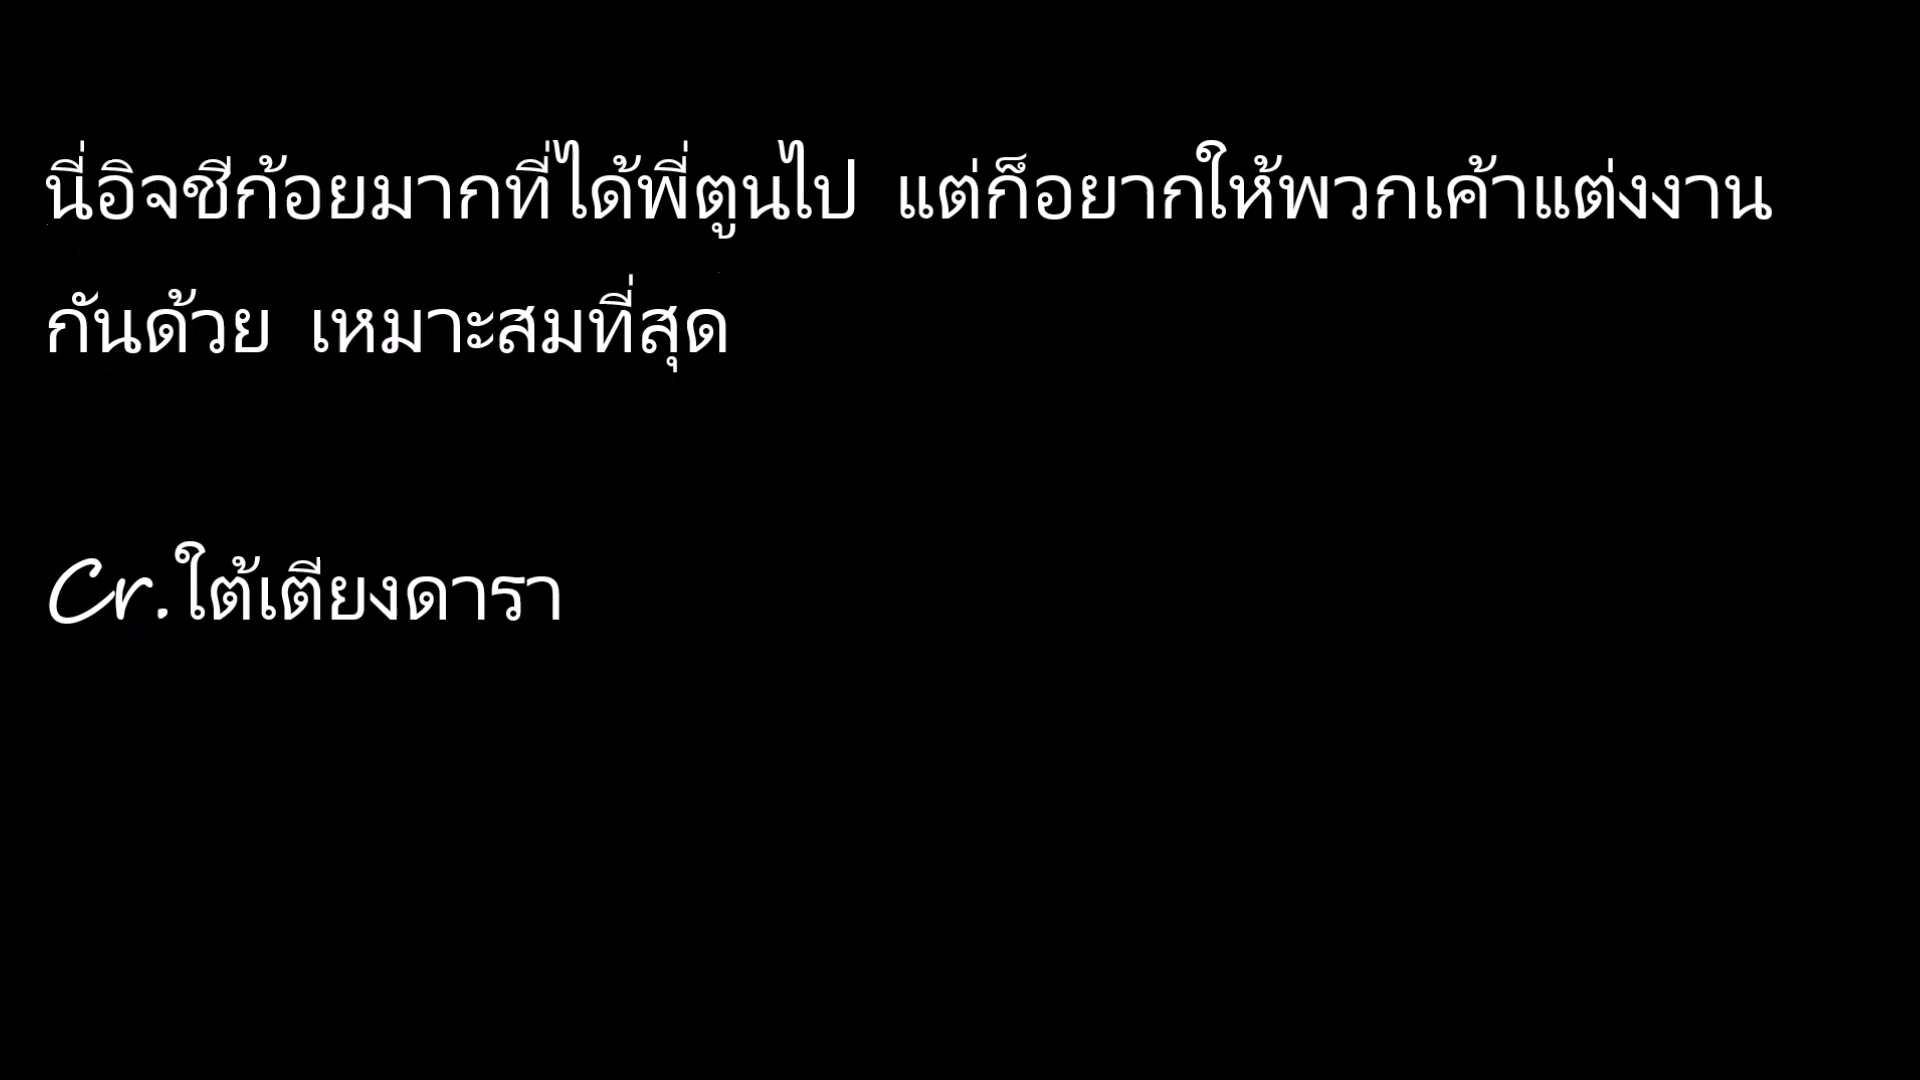 นี่อิจชีก้อยมากที่ได้พี่ตูนไป แต่ก็อยากให้พวกเค้าแต่งงาน
กันด้วย เหมาะสมที่สุด
Cr.ใต้เตียงดารา